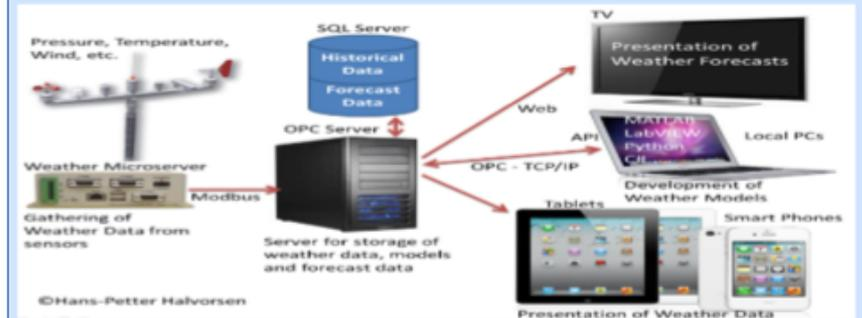 Pressure, Temperature,
Wind, etc.
SQL Server
Historical
Data
Forecast
Data
OPC Server
TV
Presentation of
Weather Forecasts
Web
API
MATLAB
LabVIEW
Python
Local PCs
OPC - TCP/IP
Development of
Weather Models
Weather Microserver
Modbus
Gathering of
Weather Data from
sensors
Server for storage of
weather data, models
and forecast data
Tablets
Smart Phones
Presentation of Weather Data
©Hans-Petter Halvorsen